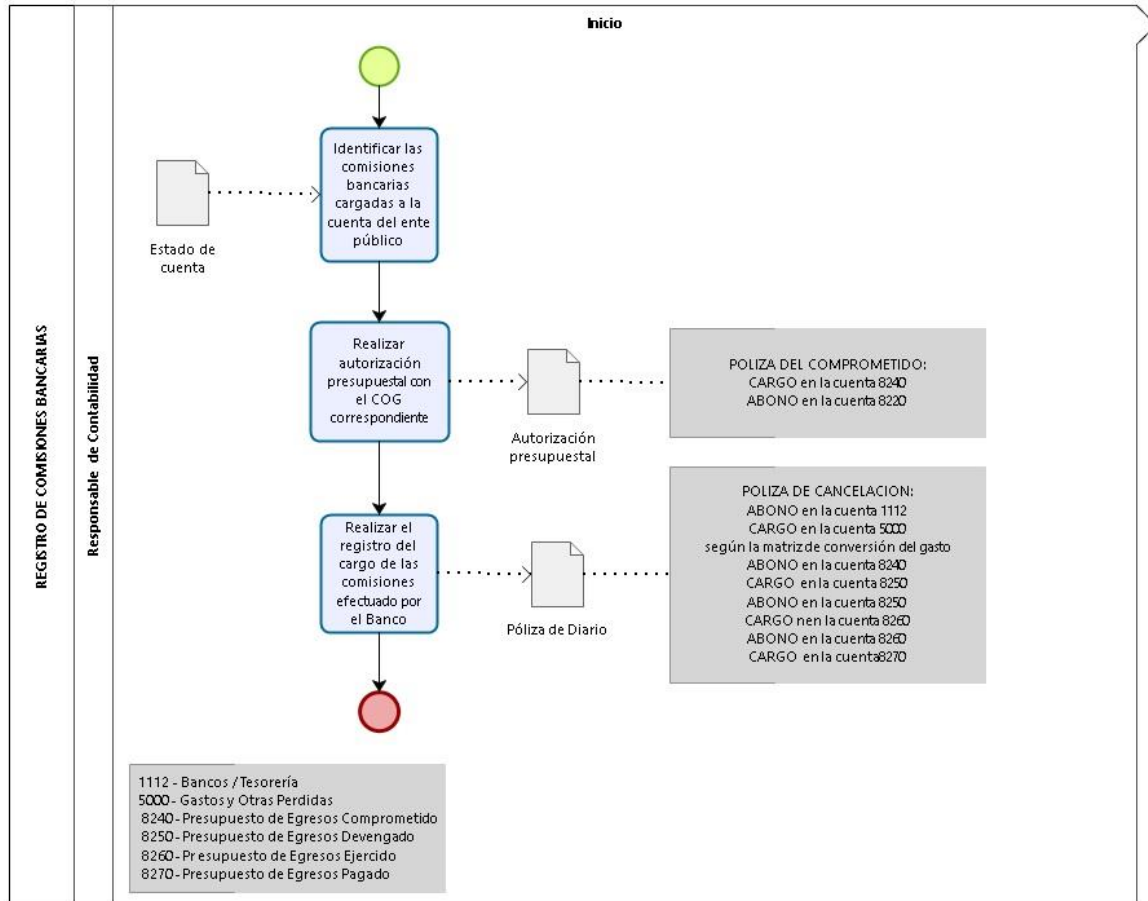 Inicio
REGISTRO DE COMISIONES BANCARIAS
Responsable de Contabilidad
Identificar las
comisiones
bancarias
cargadas a la
cuenta del ente
público
Estado de
cuenta
Realizar
autorización
presupuestal con
el COG
correspondiente
Autorización
presupuestal
POLIZA DEL COMPROMETIDO:
CARGO en la cuenta 8240
ABONO en la cuenta 8220
Realizar el
registro del
cargo de las
comisiones
efectuado por
el Banco
Póliza de Diario
POLIZA DE CANCELACION:
ABONO en la cuenta 1112
CARGO en la cuenta 5000
según la matriz de conversión del gasto
ABONO en la cuenta 8240
CARGO en la cuenta 8250
ABONO en la cuenta 8250
CARGO nen la cuenta 8260
ABONO en la cuenta 8260
CARGO en la cuenta8270
1112 - Bancos / Tesorería
5000 - Gastos y Otras Perdidas
8240 - Presupuesto de Egresos Comprometido
8250 - Presupuesto de Egresos Devengado
8260 - Presupuesto de Egresos Ejercido
8270 - Presupuesto de Egresos Pagado